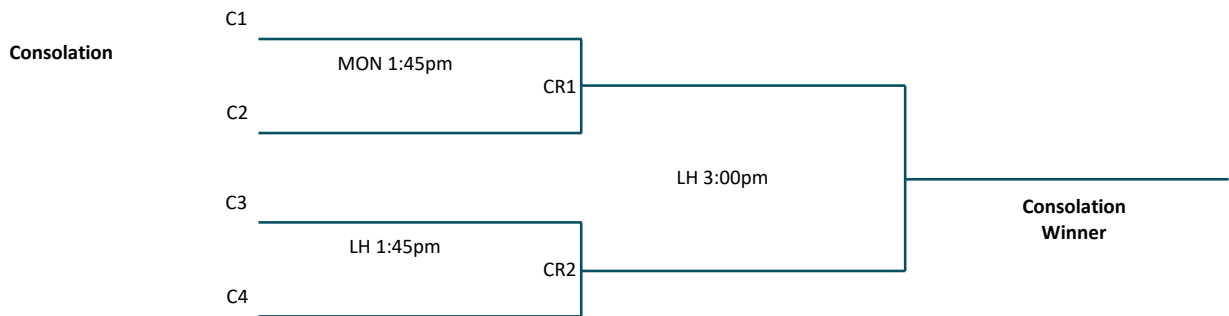 C1
Consolation
MON 1:45pm
CR1
C2
LH 3:00pm
C3
Consolation
Winner
LH 1:45pm
CR2
C4